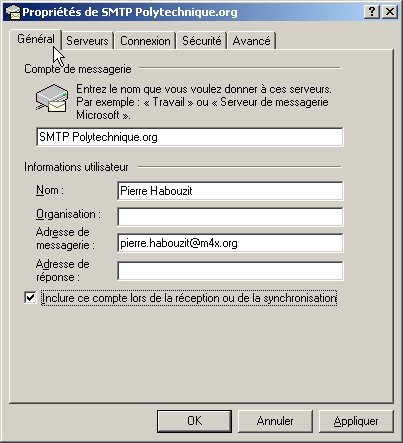 Propriétés de SMTP Polytechnique.org
Général Serveurs Connexion Sécurité Avancé
Compte de messagerie
Entrez le nom que vous voulez donner à ces serveurs.
Par exemple : « Travail » ou « Serveur de messagerie
Microsoft ».
SMTP Polytechnique.org
Informations utilisateur
Nom : Pierre Habouzit
Organisation :
Adresse de
messagerie : pierre.habouzit@m4x.org
Adresse de
réponse :
Inclure ce compte lors de la réception ou de la synchronisation
OK Annuler Appliquer